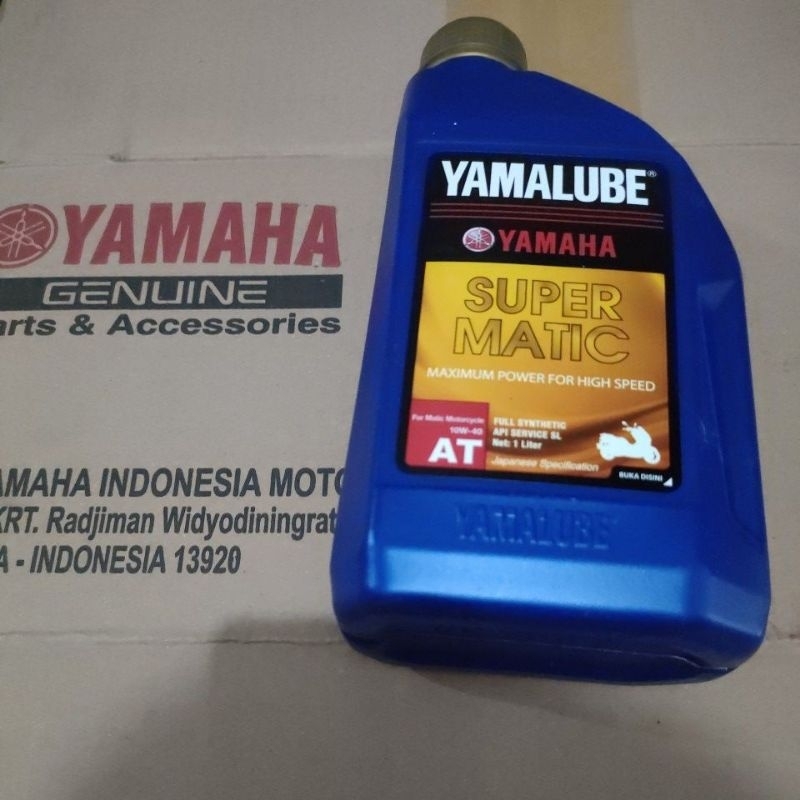 YAMAHA
GENUINE
arts & Accessories
AMAHA INDONESIA MOTO
KRT. Radjiman Widyodiningrat
A - INDONESIA 13920
YAMALUBE®
YAMAHA
SUPER
MATIC
MAXIMUM POWER FOR HIGH SPEED
For Matic Motorcycle
10W-40
AT
FULL SYNTHETIC
API SERVICE SL
Net: 1 Liter
Japanese Specification
BUKA DISINI
YAMALUBE